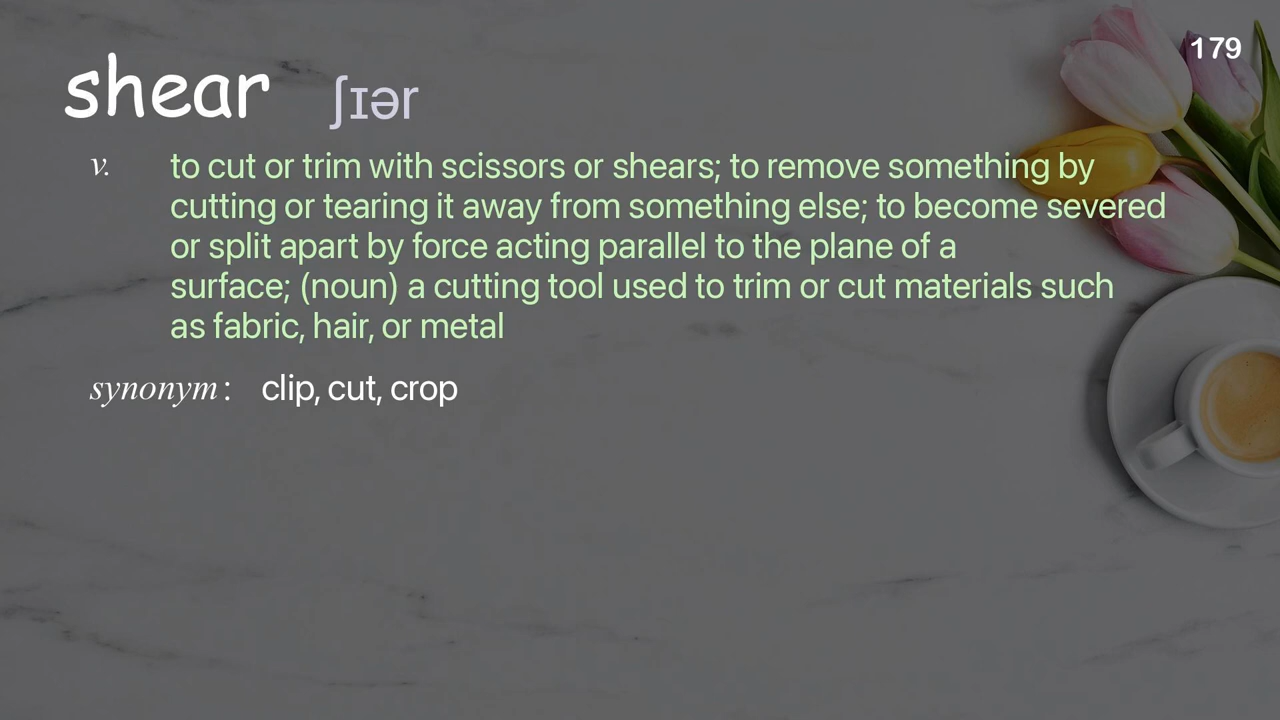 179
shear ʃɪər
v. to cut or trim with scissors or shears; to remove something by
cutting or tearing it away from something else; to become severed
or split apart by force acting parallel to the plane of a
surface; (noun) a cutting tool used to trim or cut materials such
as fabric, hair, or metal
synonym: clip, cut, crop